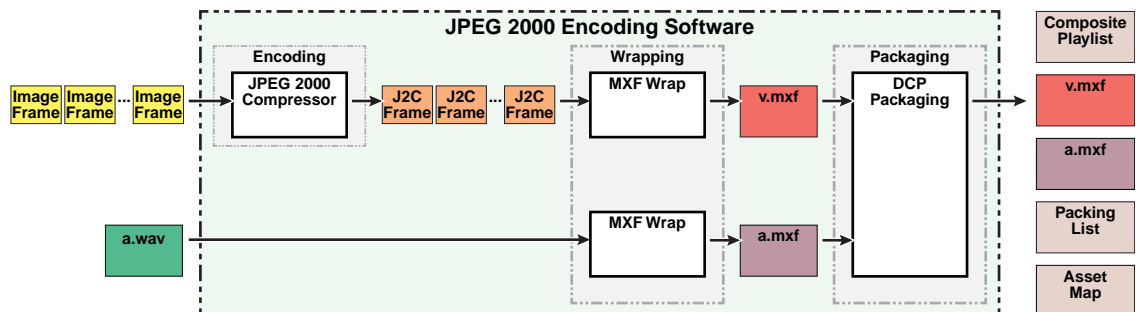 JPEG 2000 Encoding Software
Encoding
JPEG 2000
Compressor
Wrapping
MXF Wrap
Packaging
DCP
Packaging
Image
Frame
Image
Frame
...
Image
Frame
J2C
Frame
J2C
Frame
...
J2C
Frame
v.mxf
a.wav
MXF Wrap
a.mxf
Composite
Playlist
v.mxf
a.mxf
Packing
List
Asset
Map